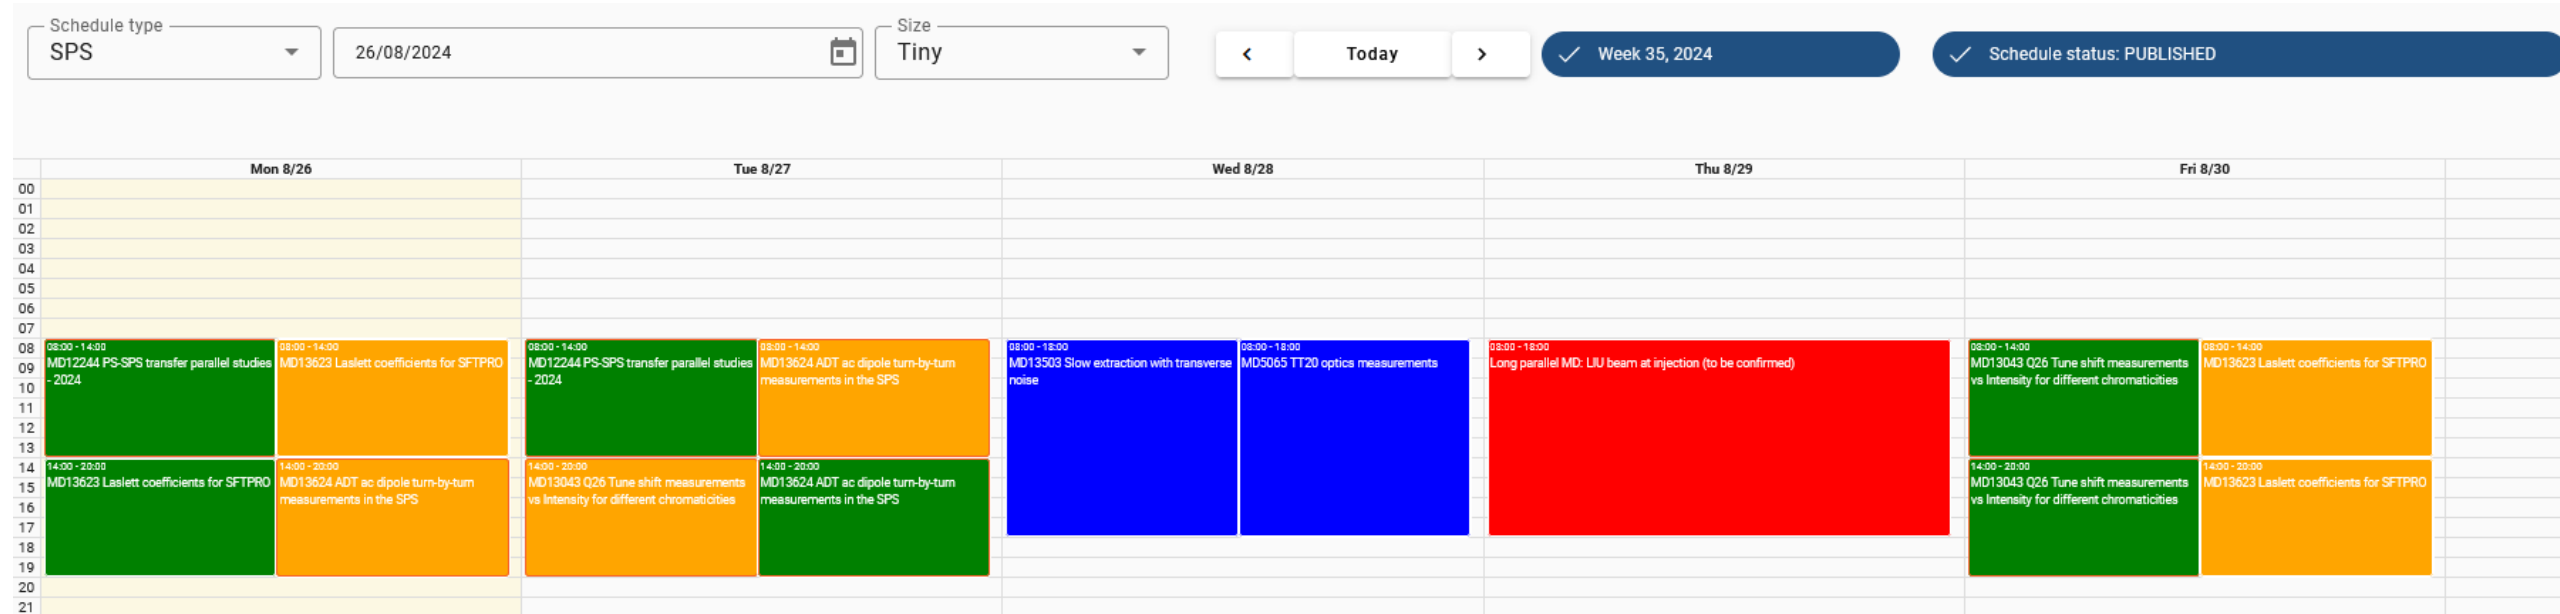 Schedule type
SPS
26/08/2024
Size
Tiny
Today
Week 35, 2024
Schedule status: PUBLISHED
Mon 8/26
Tue 8/27
Wed 8/28
Thu 8/29
Fri 8/30
00
01
02
03
04
05
06
07
08
09
10
11
12
13
14
15
16
17
18
19
20
21
08:00 - 14:00
MD12244 PS-SPS transfer parallel studies
- 2024
08:00 - 14:00
MD13623 Laslett coefficients for SFTPRO
14:00 - 20:00
MD13623 Laslett coefficients for SFTPRO
14:00 - 20:00
MD13624 ADT ac dipole turn-by-turn
measurements in the SPS
08:00 - 14:00
MD12244 PS-SPS transfer parallel studies
- 2024
08:00 - 14:00
MD13624 ADT ac dipole turn-by-turn
measurements in the SPS
14:00 - 20:00
MD13043 Q26 Tune shift measurements
vs Intensity for different chromaticities
14:00 - 20:00
MD13624 ADT ac dipole turn-by-turn
measurements in the SPS
08:00 - 18:00
MD13503 Slow extraction with transverse
noise
08:00 - 18:00
MD5065 TT20 optics measurements
08:00 - 18:00
Long parallel MD: LIU beam at injection (to be confirmed)
08:00 - 14:00
MD13043 Q26 Tune shift measurements
vs Intensity for different chromaticities
08:00 - 14:00
MD13623 Laslett coefficients for SFTPRO
14:00 - 20:00
MD13043 Q26 Tune shift measurements
vs Intensity for different chromaticities
14:00 - 20:00
MD13623 Laslett coefficients for SFTPRO